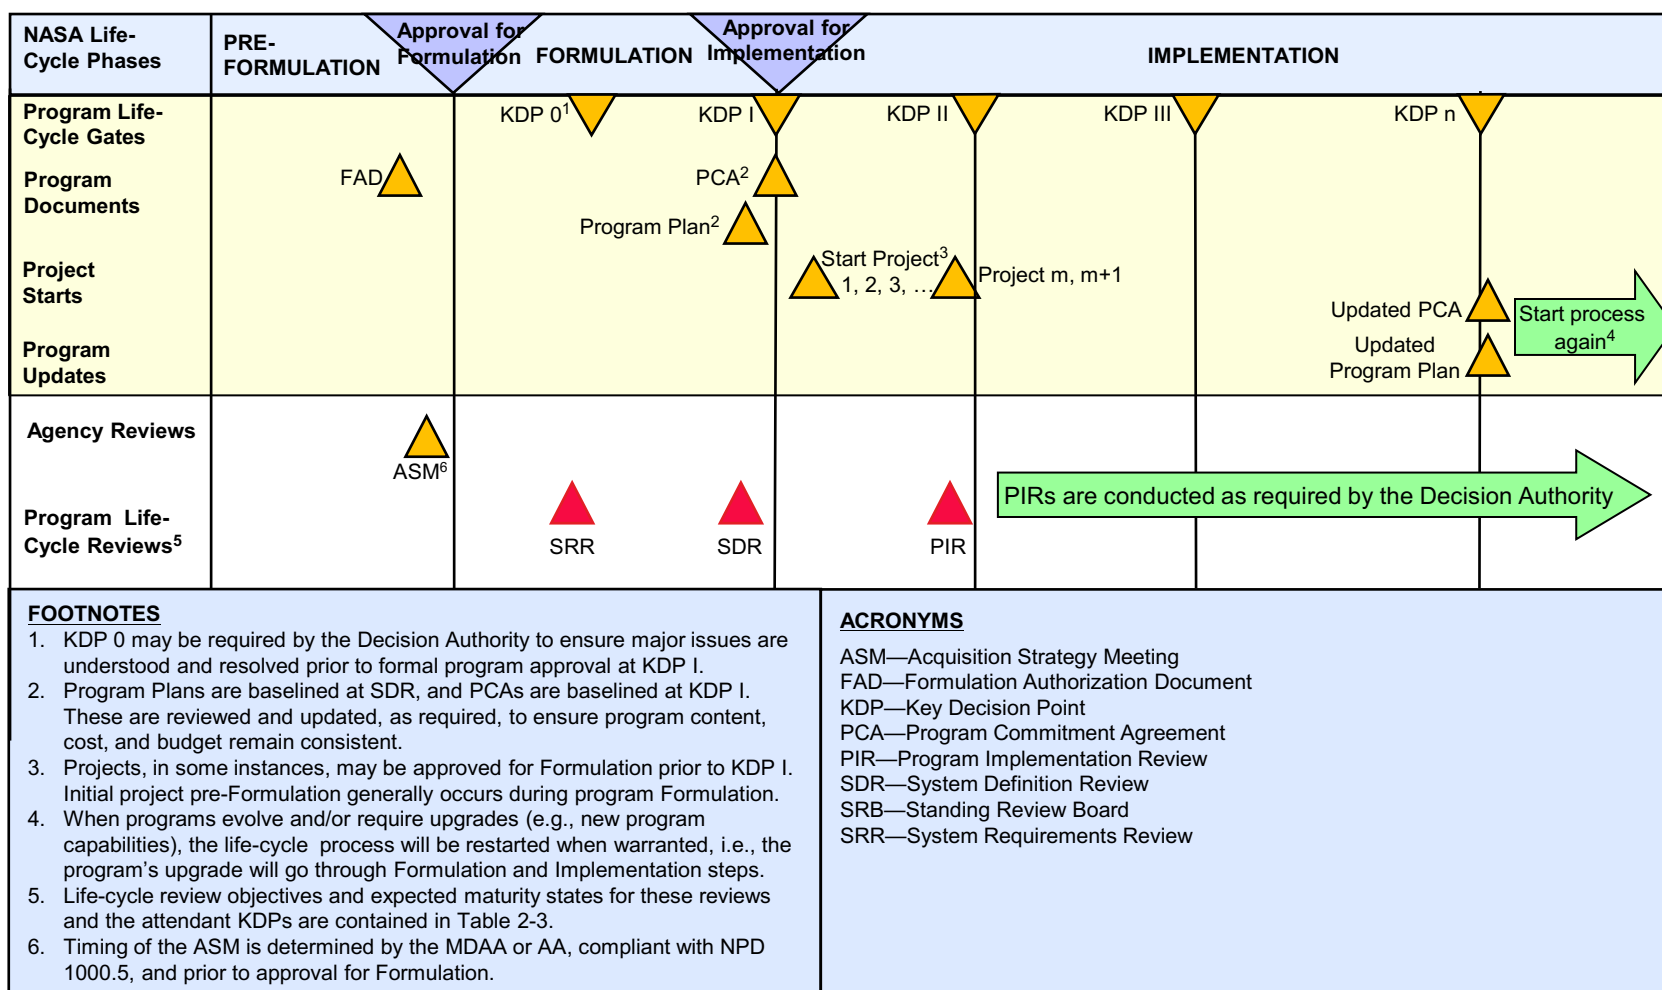 NASA Life-
Cycle Phases
PRE-
FORMULATION
Approval for
Formulation
FORMULATION
Approval for
Implementation
IMPLEMENTATION
Program Life-
Cycle Gates
KDP 0¹
KDP I
KDP II
KDP III
KDP n
Program
Documents
FAD
PCA²
Program Plan²
Project
Starts
Start Project³
1, 2, 3, …
Project m, m+1
Updated PCA
Start process
again⁴
Program
Updates
Updated
Program Plan
Agency Reviews
ASM⁶
PIRs are conducted as required by the Decision Authority
Program Life-
Cycle Reviews⁵
SRR
SDR
PIR
FOOTNOTES
1. KDP 0 may be required by the Decision Authority to ensure major issues are
understood and resolved prior to formal program approval at KDP I.
2. Program Plans are baselined at SDR, and PCAs are baselined at KDP I.
These are reviewed and updated, as required, to ensure program content,
cost, and budget remain consistent.
3. Projects, in some instances, may be approved for Formulation prior to KDP I.
Initial project pre-Formulation generally occurs during program Formulation.
4. When programs evolve and/or require upgrades (e.g., new program
capabilities), the life-cycle process will be restarted when warranted, i.e., the
program's upgrade will go through Formulation and Implementation steps.
5. Life-cycle review objectives and expected maturity states for these reviews
and the attendant KDPs are contained in Table 2-3.
6. Timing of the ASM is determined by the MDAA or AA, compliant with NPD
1000.5, and prior to approval for Formulation.
ACRONYMS
ASM—Acquisition Strategy Meeting
FAD—Formulation Authorization Document
KDP—Key Decision Point
PCA—Program Commitment Agreement
PIR—Program Implementation Review
SDR—System Definition Review
SRB—Standing Review Board
SRR—System Requirements Review